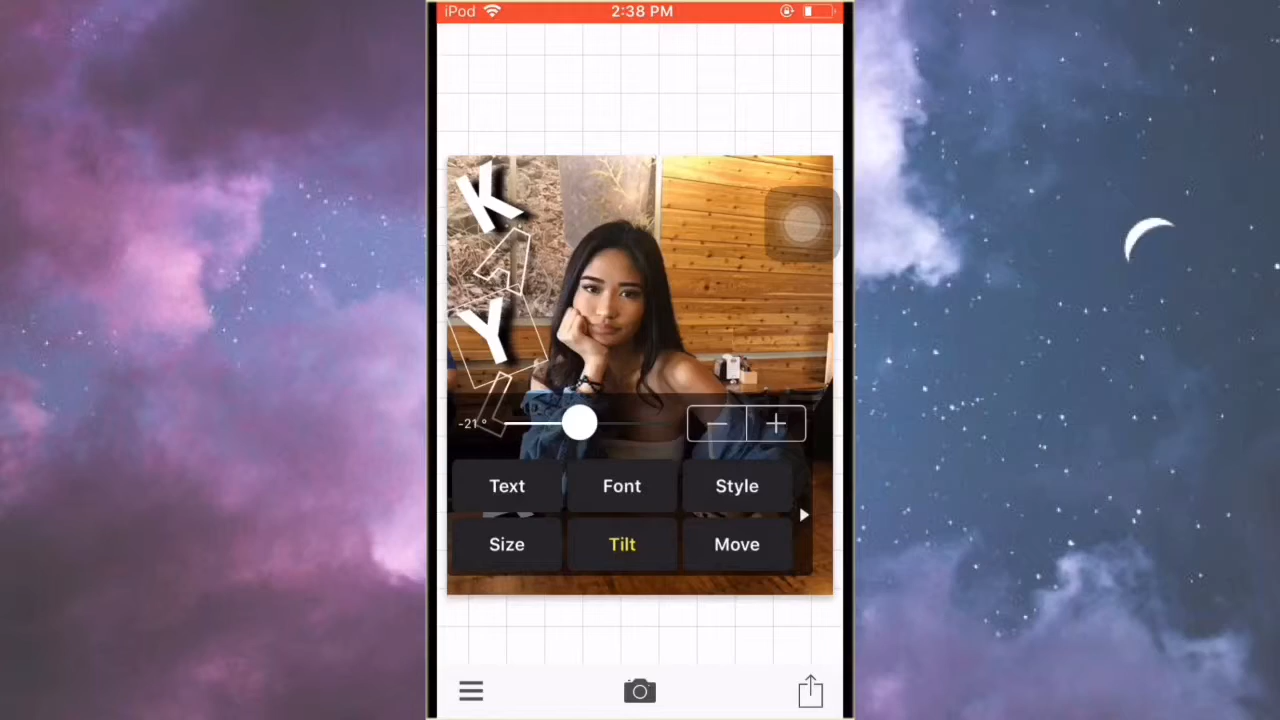 iPod 2:38 PM
K
A
Y
J
-21 °
Text Font Style
Size Tilt Move